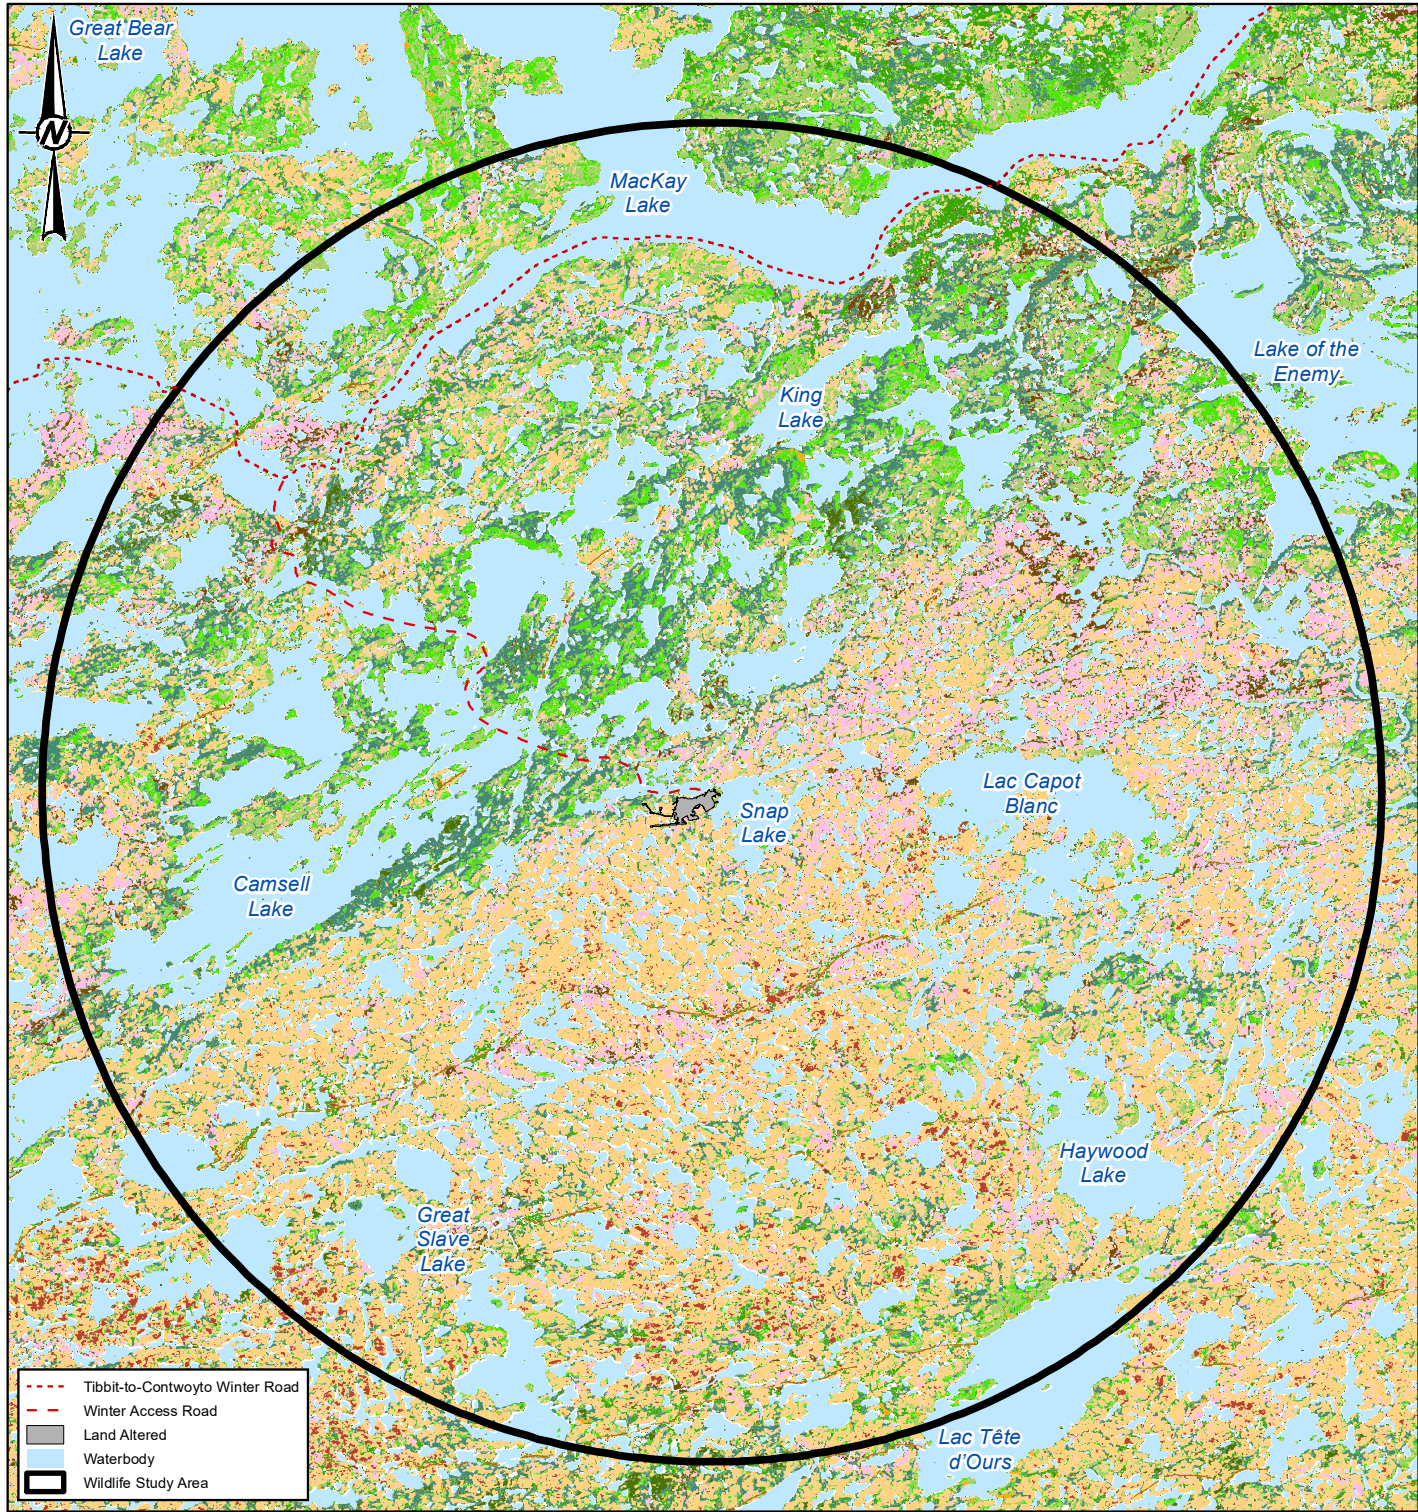 Great Bear
Lake
N
MacKay
Lake
Lake of the
Enemy
King
Lake
Lac Capot
Blanc
Snap
Lake
Camsell
Lake
Haywood
Lake
Great
Slave
Lake
Lac Tête
d'Ours
Tibbit-to-Contwoyto Winter Road
Winter Access Road
Land Altered
Waterbody
Wildlife Study Area